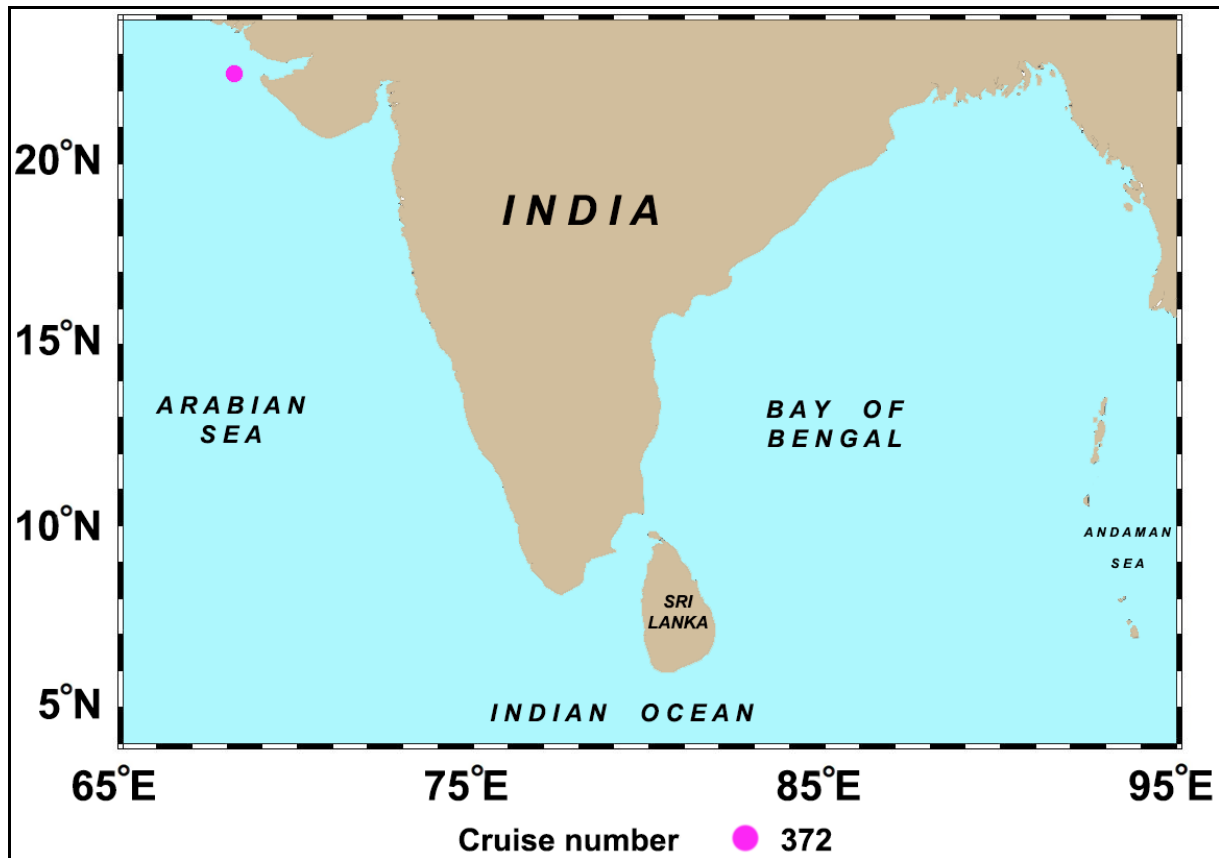 20°N
INDIA
15°N
ARABIAN
SEA
BAY OF
BENGAL
10°N
ANDAMAN
SEA
SRI
LANKA
5°N
INDIAN OCEAN
65°E 75°E 85°E 95°E
Cruise number 372